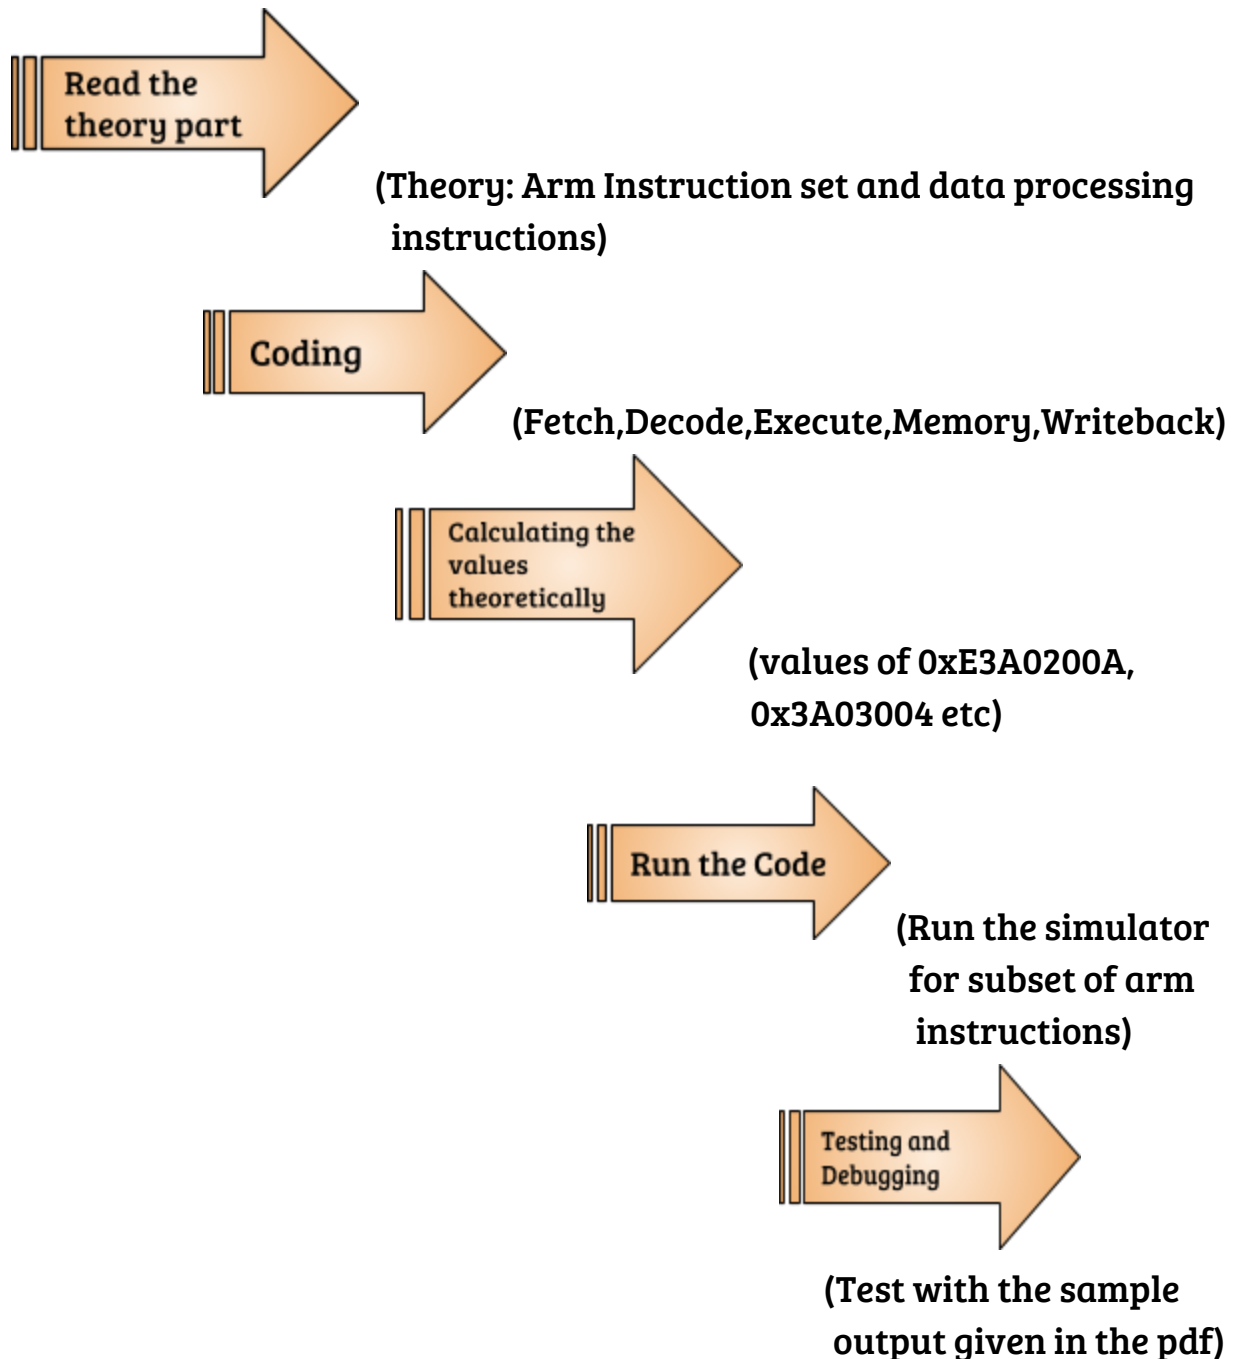 Read the
theory part
(Theory: Arm Instruction set and data processing
instructions)
Coding
(Fetch,Decode,Execute,Memory,Writeback)
Calculating the
values
theoretically
(values of 0xE3A0200A,
0x3A03004 etc)
Run the Code
(Run the simulator
for subset of arm
instructions)
Testing and
Debugging
(Test with the sample
output given in the pdf)